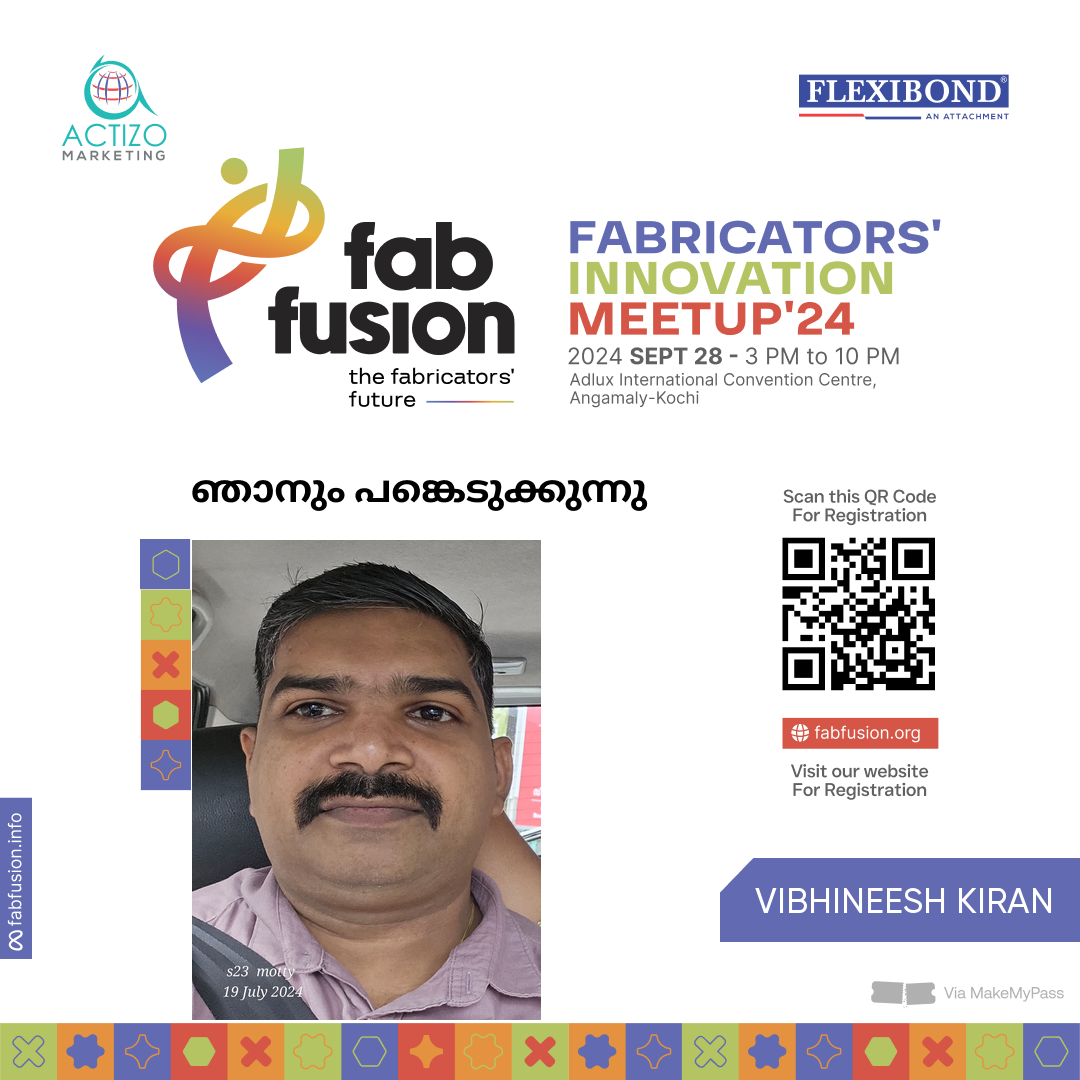 ACTIZO
MARKETING
FLEXIBOND®
AN ATTACHMENT
fab
fusion
the fabricators'
future
FABRICATORS'
INNOVATION
MEETUP'24
2024 SEPT 28 - 3 PM to 10 PM
Adlux International Convention Centre,
Angamaly-Kochi
ഞാനും പങ്കെടുക്കുന്നു
Scan this QR Code
For Registration
fabfusion.org
Visit our website
For Registration
fabfusion.info
VIBHINEESH KIRAN
s23 motty
19 July 2024
Via MakeMyPass